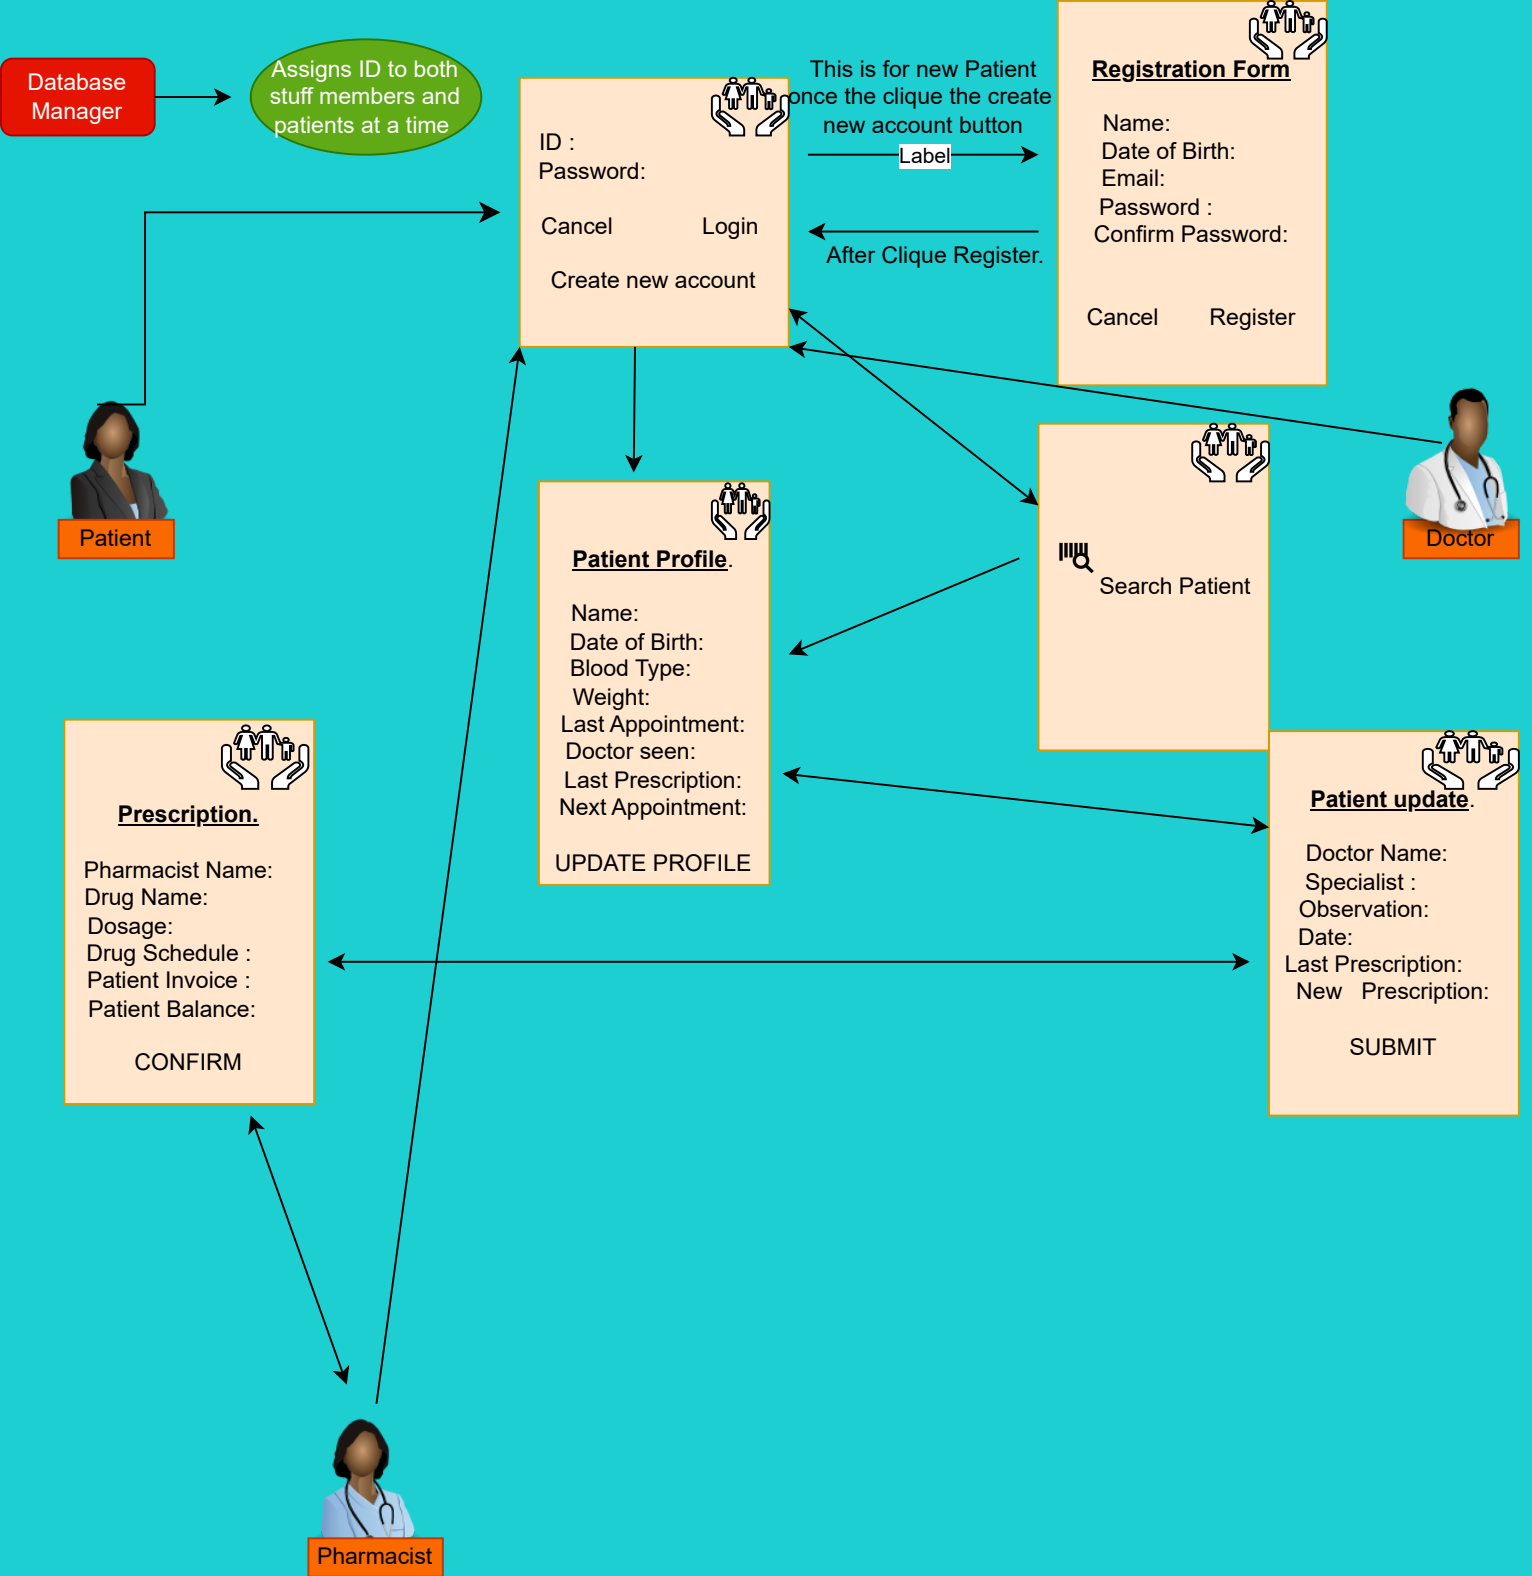 Database
Manager
Assigns ID to both
stuff members and
patients at a time
ID :
Password:
Cancel Login
Create new account
This is for new Patient
once the clique the create
new account button
Label
After Clique Register.
Registration Form
Name:
Date of Birth:
Email:
Password :
Confirm Password:
Cancel Register
Patient
Doctor
Search Patient
Patient Profile.
Name:
Date of Birth:
Blood Type:
Weight:
Last Appointment:
Doctor seen:
Last Prescription:
Next Appointment:
UPDATE PROFILE
Prescription.
Pharmacist Name:
Drug Name:
Dosage:
Drug Schedule :
Patient Invoice :
Patient Balance:
CONFIRM
Patient update.
Doctor Name:
Specialist :
Observation:
Date:
Last Prescription:
New Prescription:
SUBMIT
Pharmacist